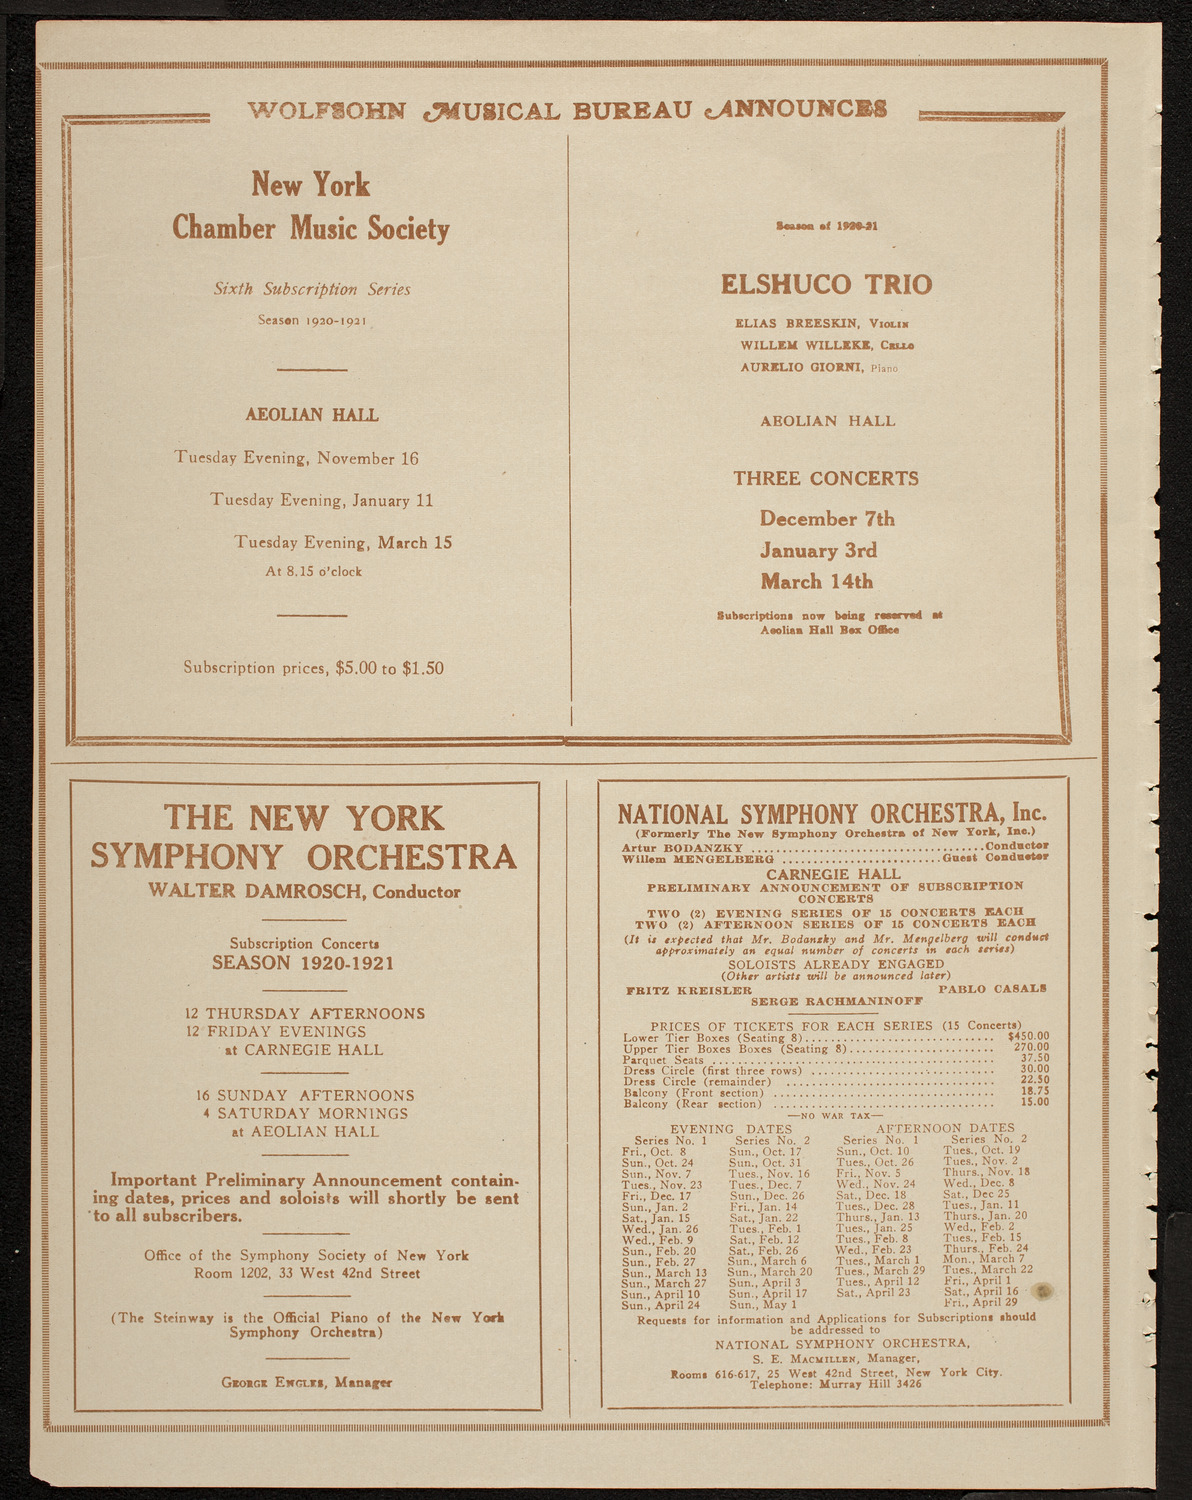 WOLFSOHN MUSICAL BUREAU ANNOUNCES
New York
Chamber Music Society
Sixth Subscription Series
Season 1920-1921
AEOLIAN HALL
Tuesday Evening, November 16
Tuesday Evening, January 11
Tuesday Evening, March 15
At 8.15 o'clock
Subscription prices, $5.00 to $1.50
Season of 1920-21
ELSHUCO TRIO
ELIAS BREESKIN, Violin
WILLEM WILLEKE, Cello
AURELIO GIORNI, Piano
AEOLIAN HALL
THREE CONCERTS
December 7th
January 3rd
March 14th
Subscriptions now being reserved at
Aeolian Hall Box Office
THE NEW YORK
SYMPHONY ORCHESTRA
WALTER DAMROSCH, Conductor
Subscription Concerts
SEASON 1920-1921
12 THURSDAY AFTERNOONS
12 FRIDAY EVENINGS
at CARNEGIE HALL
16 SUNDAY AFTERNOONS
4 SATURDAY MORNINGS
at AEOLIAN HALL
Important Preliminary Announcement contain-
ing dates, prices and soloists will shortly be sent
to all subscribers.
Office of the Symphony Society of New York
Room 1202, 33 West 42nd Street
(The Steinway is the Official Piano of the New York
Symphony Orchestra)
George Engles, Manager
NATIONAL SYMPHONY ORCHESTRA, Inc.
(Formerly The New Symphony Orchestra of New York, Inc.)
Artur BODANZKY ........................................Conductor
Willem MENGELBERG ...........................Guest Conductor
CARNEGIE HALL
PRELIMINARY ANNOUNCEMENT OF SUBSCRIPTION
CONCERTS
TWO (2) EVENING SERIES OF 15 CONCERTS EACH
TWO (2) AFTERNOON SERIES OF 15 CONCERTS EACH
(It is expected that Mr. Bodanzky and Mr. Mengelberg will conduct
approximately an equal number of concerts in each series)
SOLOISTS ALREADY ENGAGED
(Other artists will be announced later)
FRITZ KREISLER PABLO CASALS
SERGE RACHMANINOFF
PRICES OF TICKETS FOR EACH SERIES (15 Concerts)
Lower Tier Boxes (Seating 8)............................ $450.00
Upper Tier Boxes Boxes (Seating 8)...................... 270.00
Parquet Seats .......................................... 37.50
Dress Circle (first three rows) ........................ 30.00
Dress Circle (remainder) ............................... 22.50
Balcony (Front section) ................................ 18.75
Balcony (Rear section) ................................. 15.00
—NO WAR TAX—
EVENING DATES AFTERNOON DATES
Series No. 1 Series No. 2 Series No. 1 Series No. 2
Fri., Oct. 8 Sun., Oct. 17 Sun., Oct. 10 Tues., Oct. 19
Sun., Oct. 24 Sun., Oct. 31 Tues., Oct. 26 Tues., Nov. 2
Sun., Nov. 7 Tues., Nov. 16 Fri., Nov. 5 Thurs., Nov. 18
Tues., Nov. 23 Tues., Dec. 7 Wed., Nov. 24 Wed., Dec. 8
Fri., Dec. 17 Sun., Dec. 26 Sat., Dec. 18 Sat., Dec 25
Sun., Jan. 2 Fri., Jan. 14 Tues., Dec. 28 Tues., Jan. 11
Sat., Jan. 15 Sat., Jan. 22 Thurs., Jan. 13 Thurs., Jan. 20
Wed., Jan. 26 Tues., Feb. 1 Tues., Jan. 25 Wed., Feb. 2
Wed., Feb. 9 Sat., Feb. 12 Tues., Feb. 8 Tues., Feb. 15
Sun., Feb. 20 Sat., Feb. 26 Wed., Feb. 23 Thurs., Feb. 24
Sun., Feb. 27 Sun., March 6 Tues., March 1 Mon., March 7
Sun., March 13 Sun., March 20 Tues., March 29 Tues., March 22
Sun., March 27 Sun., April 3 Tues., April 12 Fri., April 1
Sun., April 10 Sun., April 17 Sat., April 23 Sat., April 16
Sun., April 24 Sun., May 1 Fri., April 29
Requests for information and Applications for Subscriptions should
be addressed to
NATIONAL SYMPHONY ORCHESTRA,
S. E. Macmillen, Manager,
Rooms 616-617, 25 West 42nd Street, New York City.
Telephone: Murray Hill 3426